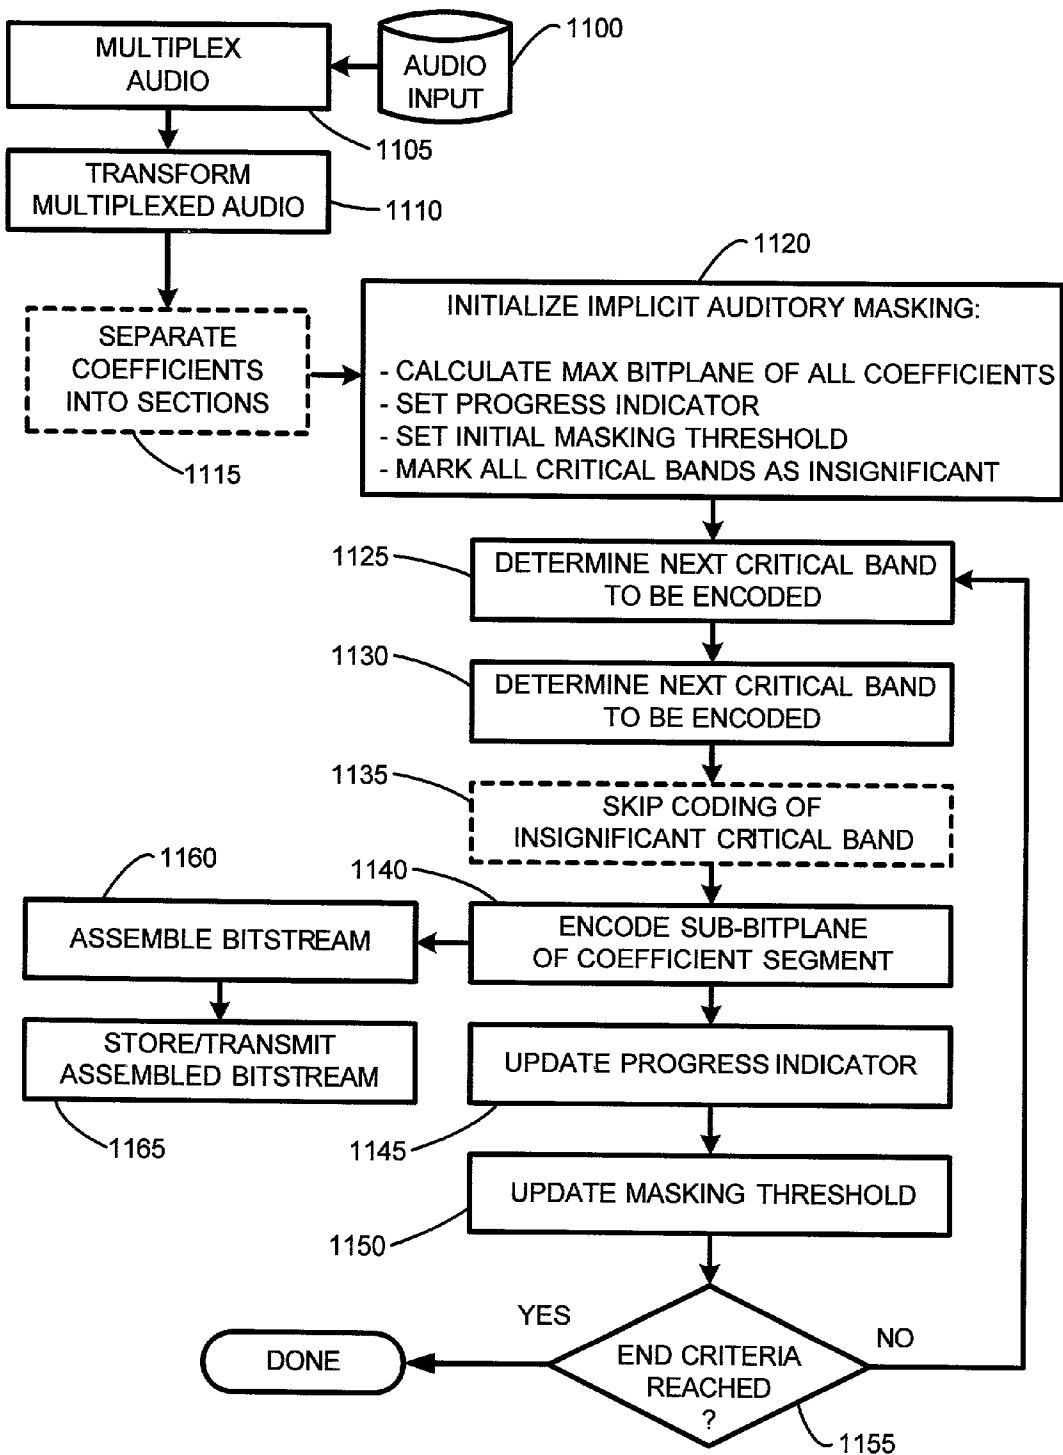 1100
MULTIPLEX
AUDIO
AUDIO
INPUT
1105
TRANSFORM
MULTIPLEXED AUDIO
1110
1120
SEPARATE
COEFFICIENTS
INTO SECTIONS
1115
INITIALIZE IMPLICIT AUDITORY MASKING:
- CALCULATE MAX BITPLANE OF ALL COEFFICIENTS
- SET PROGRESS INDICATOR
- SET INITIAL MASKING THRESHOLD
- MARK ALL CRITICAL BANDS AS INSIGNIFICANT
1125
DETERMINE NEXT CRITICAL BAND
TO BE ENCODED
1130
DETERMINE NEXT CRITICAL BAND
TO BE ENCODED
1135
SKIP CODING OF
INSIGNIFICANT CRITICAL BAND
1140
ENCODE SUB-BITPLANE
OF COEFFICIENT SEGMENT
1160
ASSEMBLE BITSTREAM
STORE/TRANSMIT
ASSEMBLED BITSTREAM
1165
UPDATE PROGRESS INDICATOR
1145
UPDATE MASKING THRESHOLD
1150
YES
NO
DONE
END CRITERIA
REACHED
?
1155